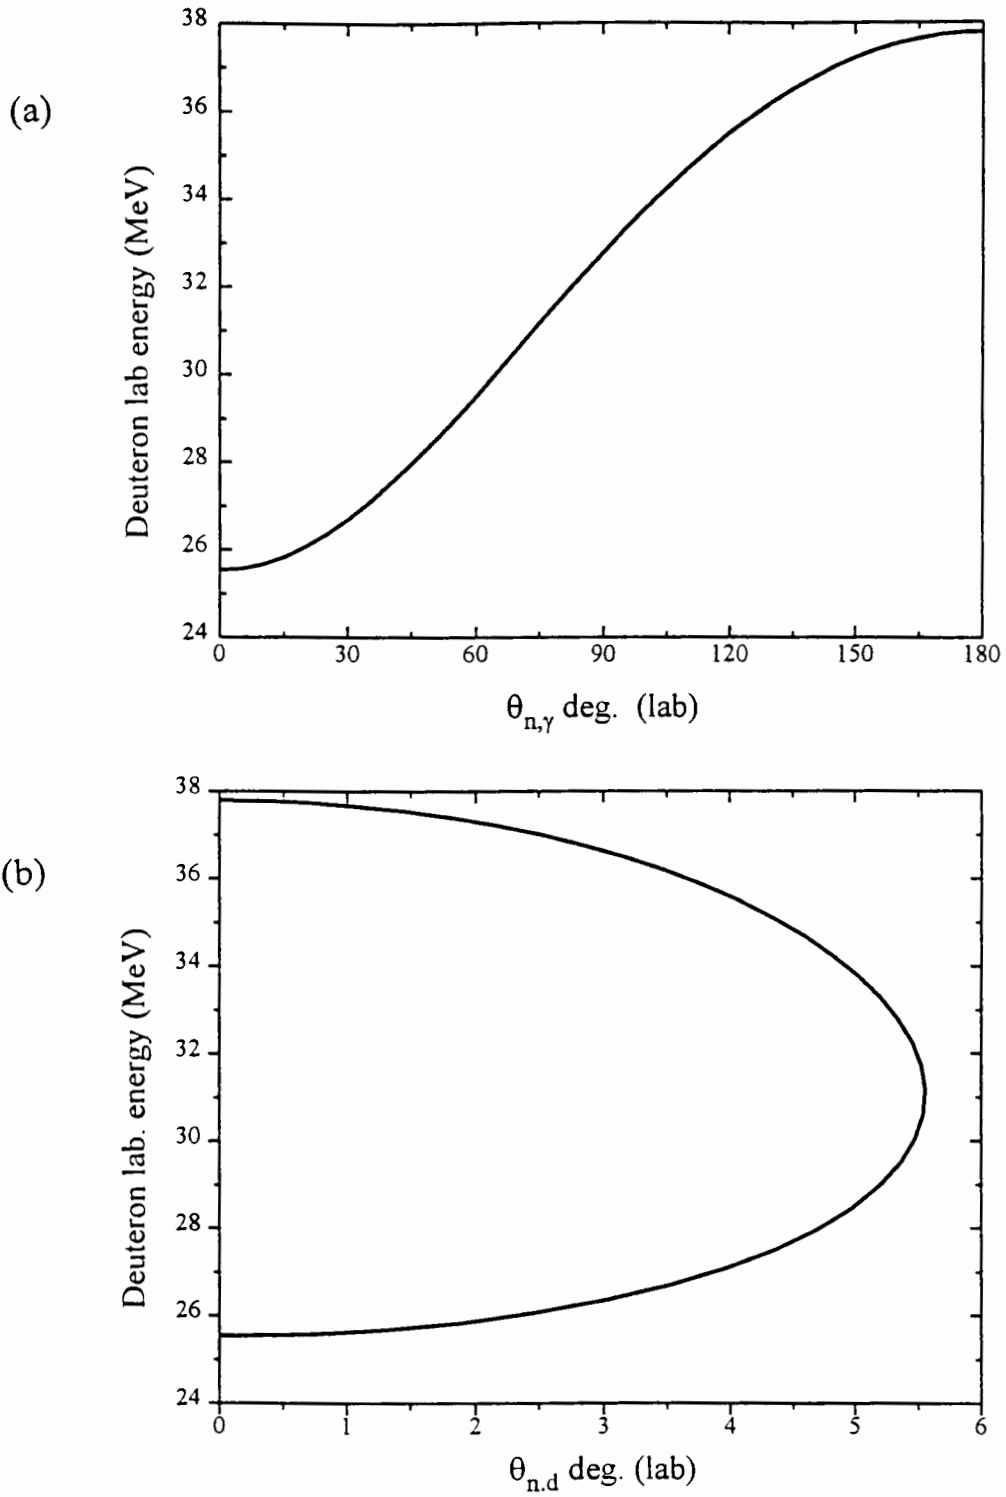 (a)
Deuteron lab energy (MeV)
38
36
34
32
30
28
26
24
0 30 60 90 120 150 180
θn,γ deg. (lab)
(b)
Deuteron lab. energy (MeV)
38
36
34
32
30
28
26
24
0 1 2 3 4 5 6
θn.d deg. (lab)